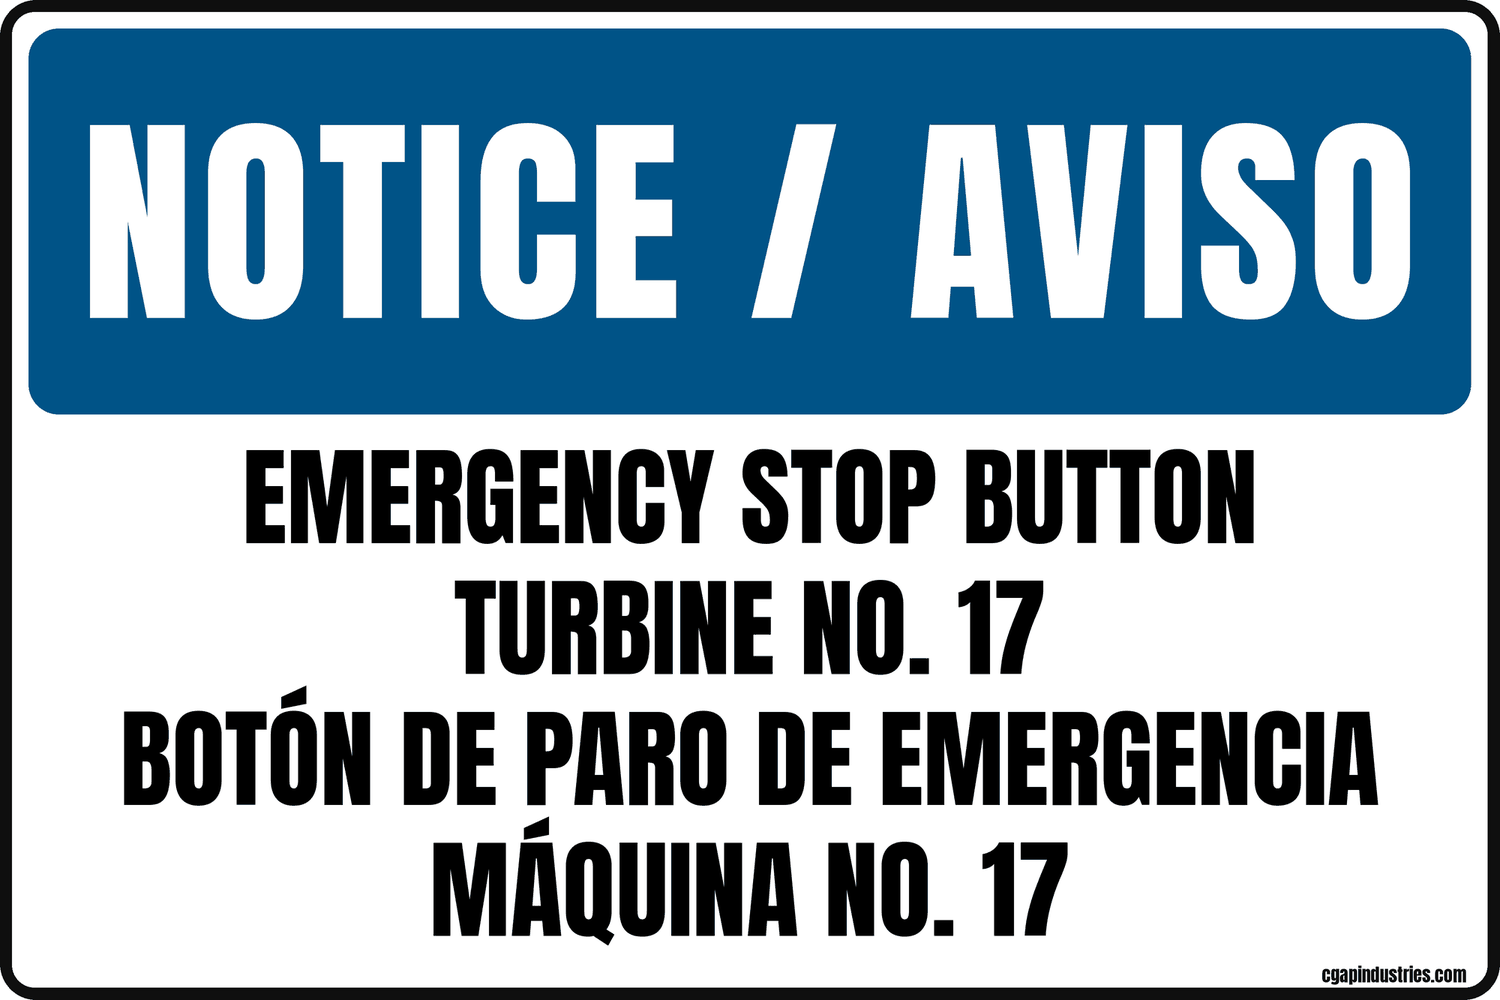 NOTICE / AVISO
EMERGENCY STOP BUTTON
TURBINE NO. 17
BOTÓN DE PARO DE EMERGENCIA
MÁQUINA NO. 17
cgapindustries.com